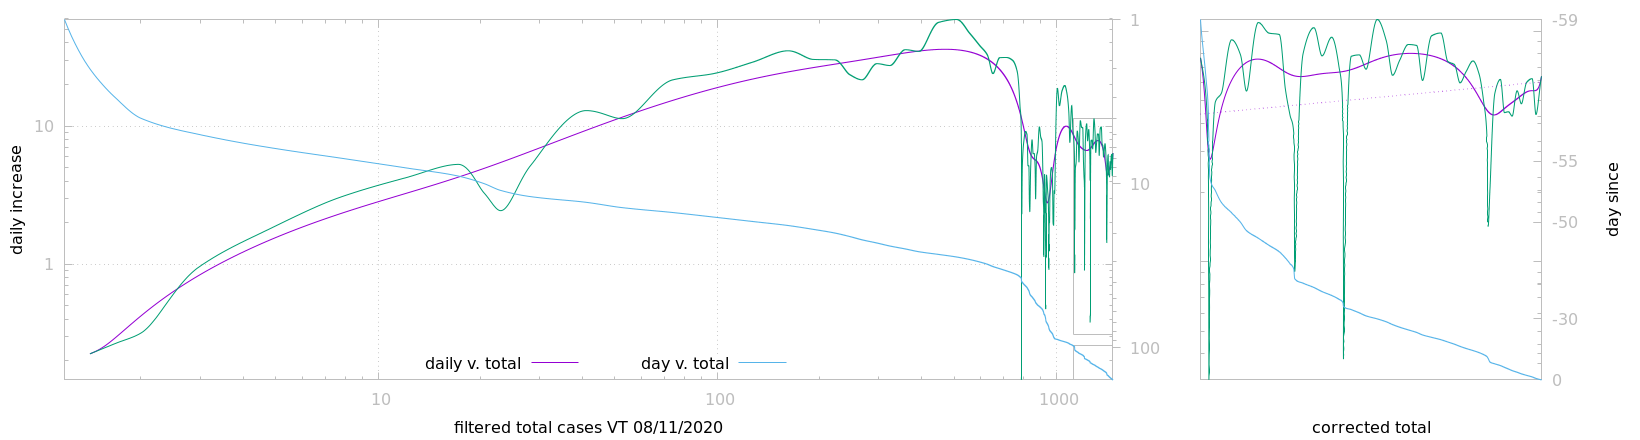 daily increase
10
1
daily v. total
day v. total
10
100
1000
filtered total cases VT 08/11/2020
1
10
100
-59
-55
-50
-30
0
day since
corrected total